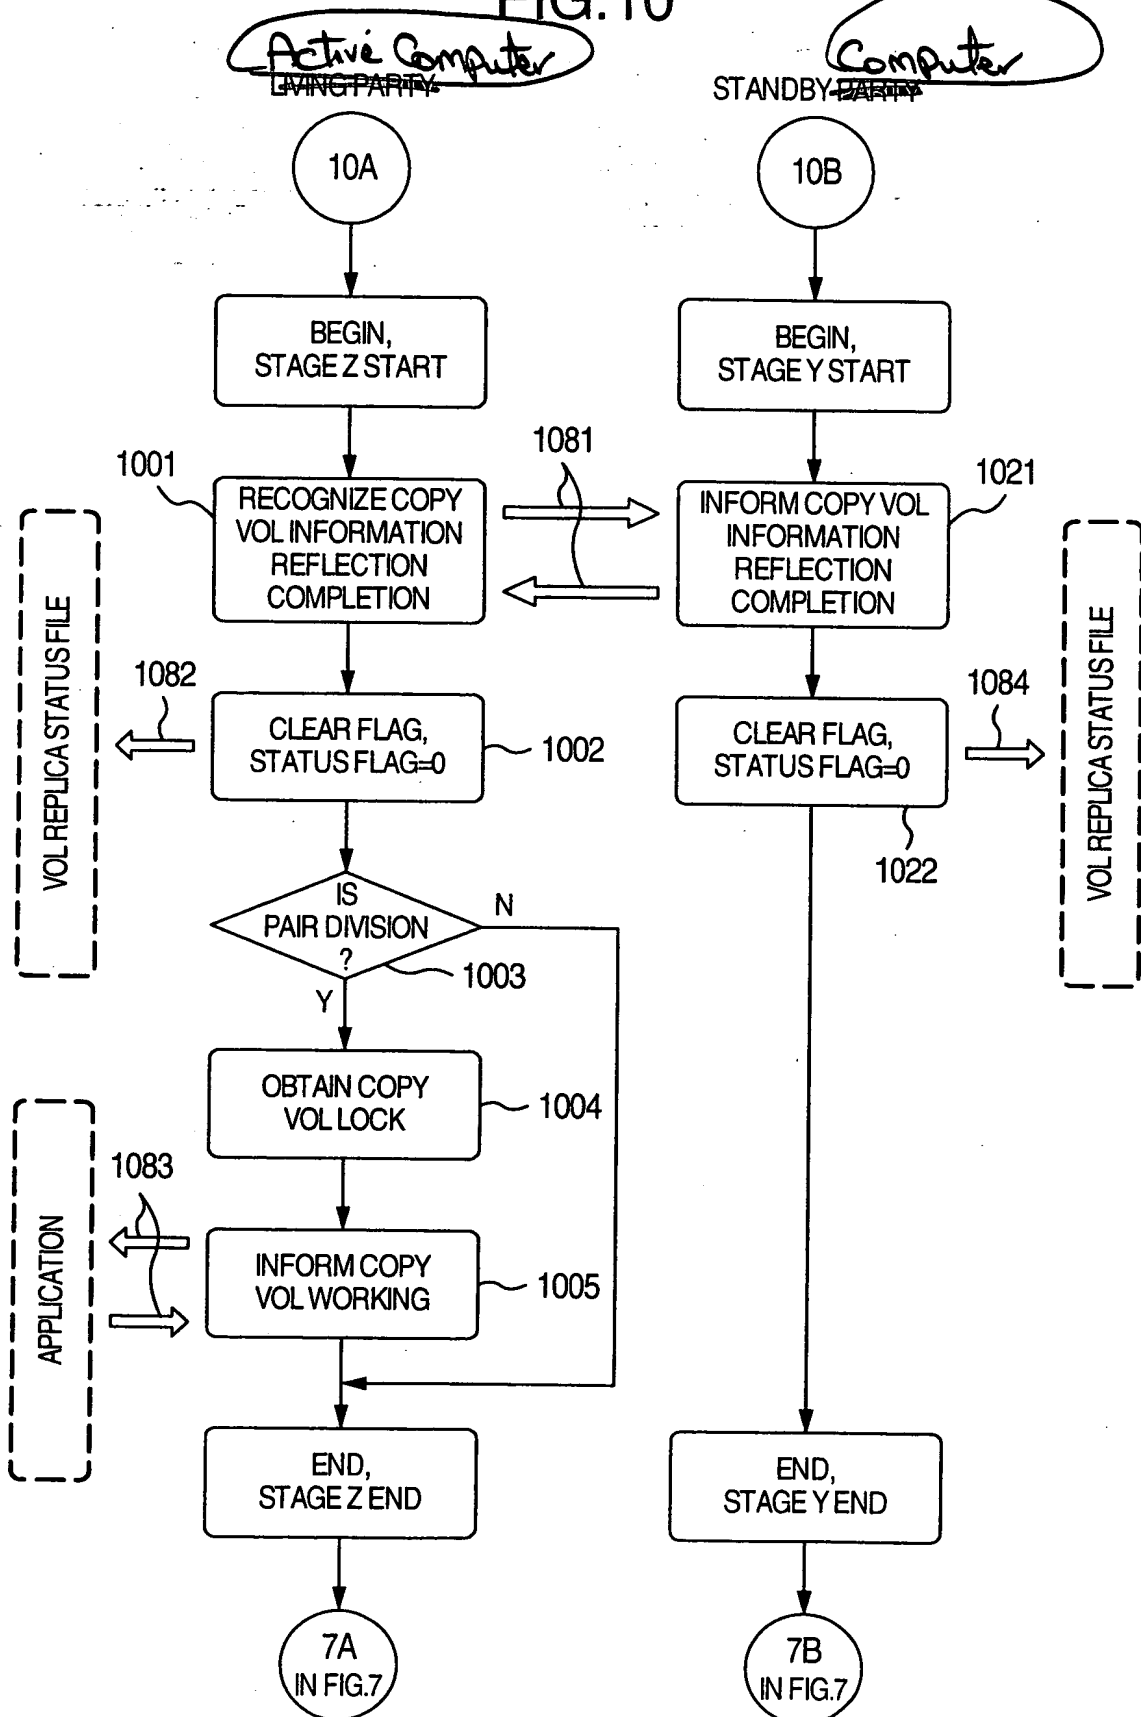 FIG.10
Active Computer
LIVING PARTY
Computer
STANDBY PARTY
10A
10B
BEGIN,
STAGE Z START
BEGIN,
STAGE Y START
1001
1081
1021
RECOGNIZE COPY
VOL INFORMATION
REFLECTION
COMPLETION
INFORM COPY VOL
INFORMATION
REFLECTION
COMPLETION
VOL REPLICA STATUS FILE
VOL REPLICA STATUS FILE
1082
1084
CLEAR FLAG,
STATUS FLAG=0
1002
CLEAR FLAG,
STATUS FLAG=0
1022
IS
PAIR DIVISION
?
N
1003
Y
OBTAIN COPY
VOL LOCK
1004
1083
APPLICATION
INFORM COPY
VOL WORKING
1005
END,
STAGE Z END
END,
STAGE Y END
7A
IN FIG.7
7B
IN FIG.7